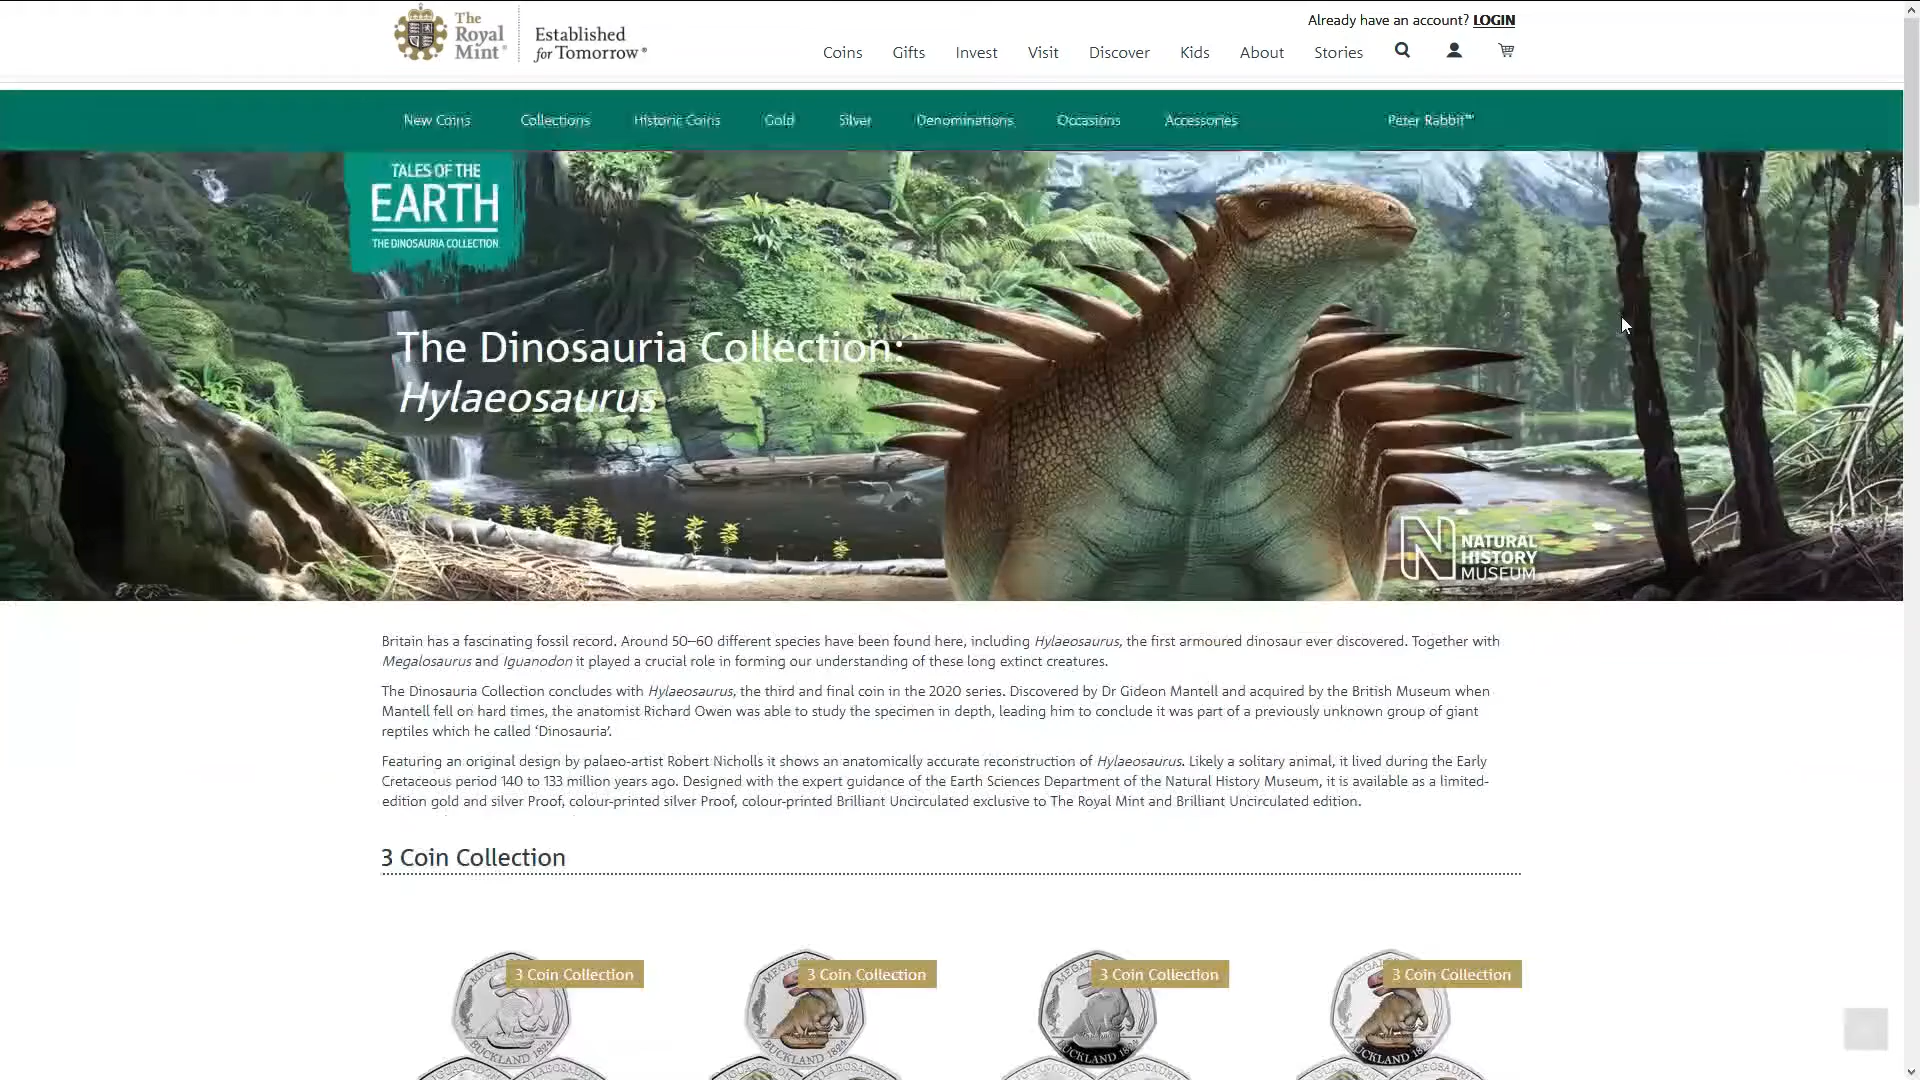 The Royal Mint®
Established for Tomorrow®
Already have an account? LOGIN
Coins Gifts Invest Visit Discover Kids About Stories
New Coins Collections Historic Coins Gold Silver Denominations Occasions Accessories Peter Rabbit™
TALES OF THE
EARTH
THE DINOSAURIA COLLECTION
The Dinosauria Collection:
Hylaeosaurus
NATURAL
HISTORY
MUSEUM
Britain has a fascinating fossil record. Around 50–60 different species have been found here, including Hylaeosaurus, the first armoured dinosaur ever discovered. Together with
Megalosaurus and Iguanodon it played a crucial role in forming our understanding of these long extinct creatures.
The Dinosauria Collection concludes with Hylaeosaurus, the third and final coin in the 2020 series. Discovered by Dr Gideon Mantell and acquired by the British Museum when
Mantell fell on hard times, the anatomist Richard Owen was able to study the specimen in depth, leading him to conclude it was part of a previously unknown group of giant
reptiles which he called ‘Dinosauria’.
Featuring an original design by palaeo-artist Robert Nicholls it shows an anatomically accurate reconstruction of Hylaeosaurus. Likely a solitary animal, it lived during the Early
Cretaceous period 140 to 133 million years ago. Designed with the expert guidance of the Earth Sciences Department of the Natural History Museum, it is available as a limited-
edition gold and silver Proof, colour-printed silver Proof, colour-printed Brilliant Uncirculated exclusive to The Royal Mint and Brilliant Uncirculated edition.
3 Coin Collection
3 Coin Collection 3 Coin Collection 3 Coin Collection 3 Coin Collection
BUCKLAND 1824 BUCKLAND 1824 BUCKLAND 1824 BUCKLAND 1824